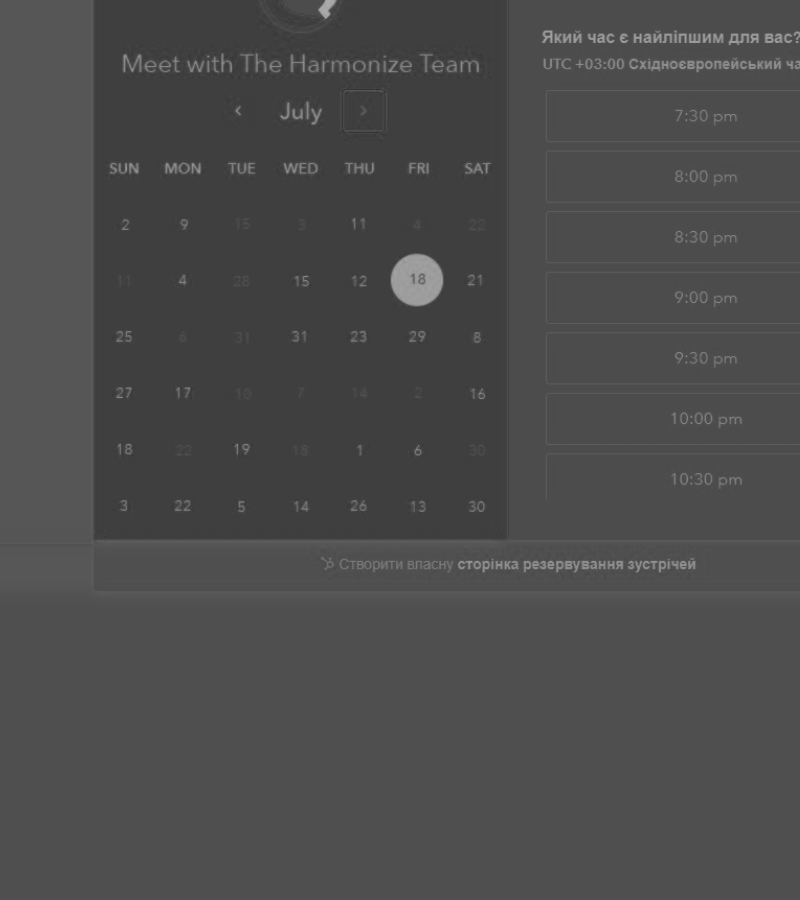 Meet with The Harmonize Team
July
SUN MON TUE WED THU FRI SAT
2 9 15 3 11 4 22
11 4 28 15 12 18 21
25 6 31 31 23 29 8
27 17 10 7 14 2 16
18 22 19 18 1 6 30
3 22 5 14 26 13 30
Який час є найліпшим для вас?
UTC +03:00 Східноєвропейський
7:30 pm
8:00 pm
8:30 pm
9:00 pm
9:30 pm
10:00 pm
10:30 pm
Створити власну сторінка резервування зустрічей